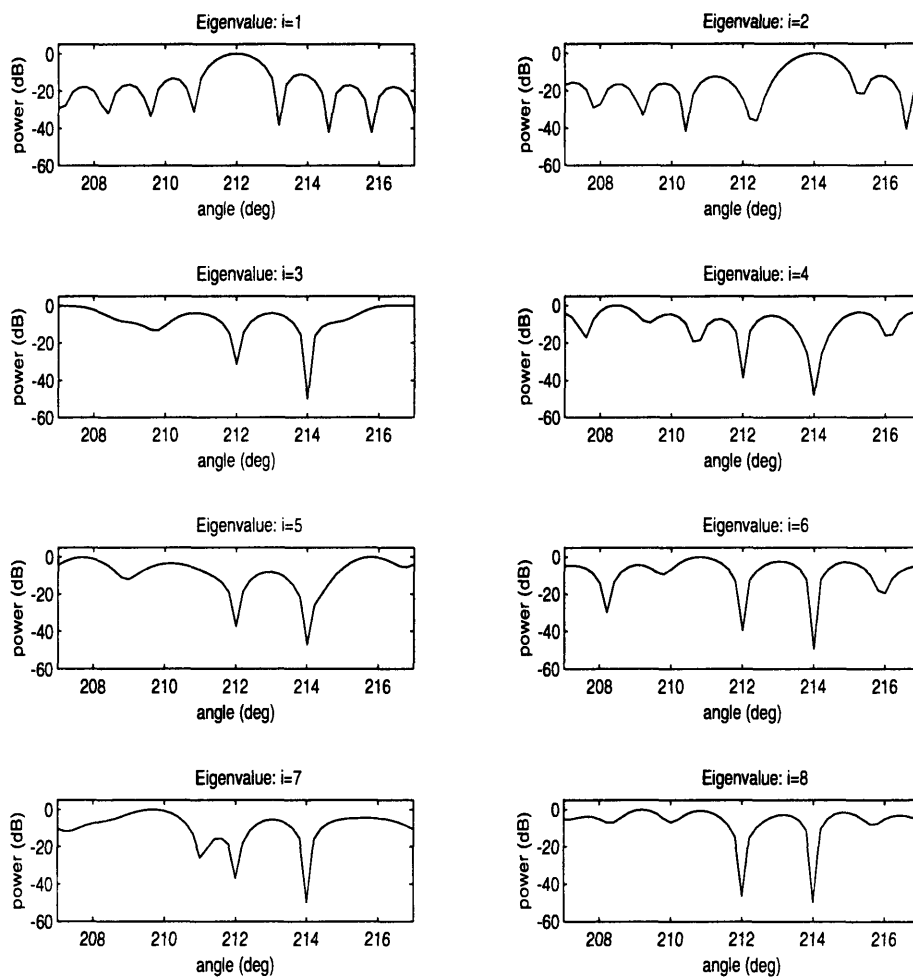 Eigenvalue: i=1
0
-20
-40
-60
power (dB)
208 210 212 214 216
angle (deg)
Eigenvalue: i=2
0
-20
-40
-60
power (dB)
208 210 212 214 216
angle (deg)
Eigenvalue: i=3
0
-20
-40
-60
power (dB)
208 210 212 214 216
angle (deg)
Eigenvalue: i=4
0
-20
-40
-60
power (dB)
208 210 212 214 216
angle (deg)
Eigenvalue: i=5
0
-20
-40
-60
power (dB)
208 210 212 214 216
angle (deg)
Eigenvalue: i=6
0
-20
-40
-60
power (dB)
208 210 212 214 216
angle (deg)
Eigenvalue: i=7
0
-20
-40
-60
power (dB)
208 210 212 214 216
angle (deg)
Eigenvalue: i=8
0
-20
-40
-60
power (dB)
208 210 212 214 216
angle (deg)